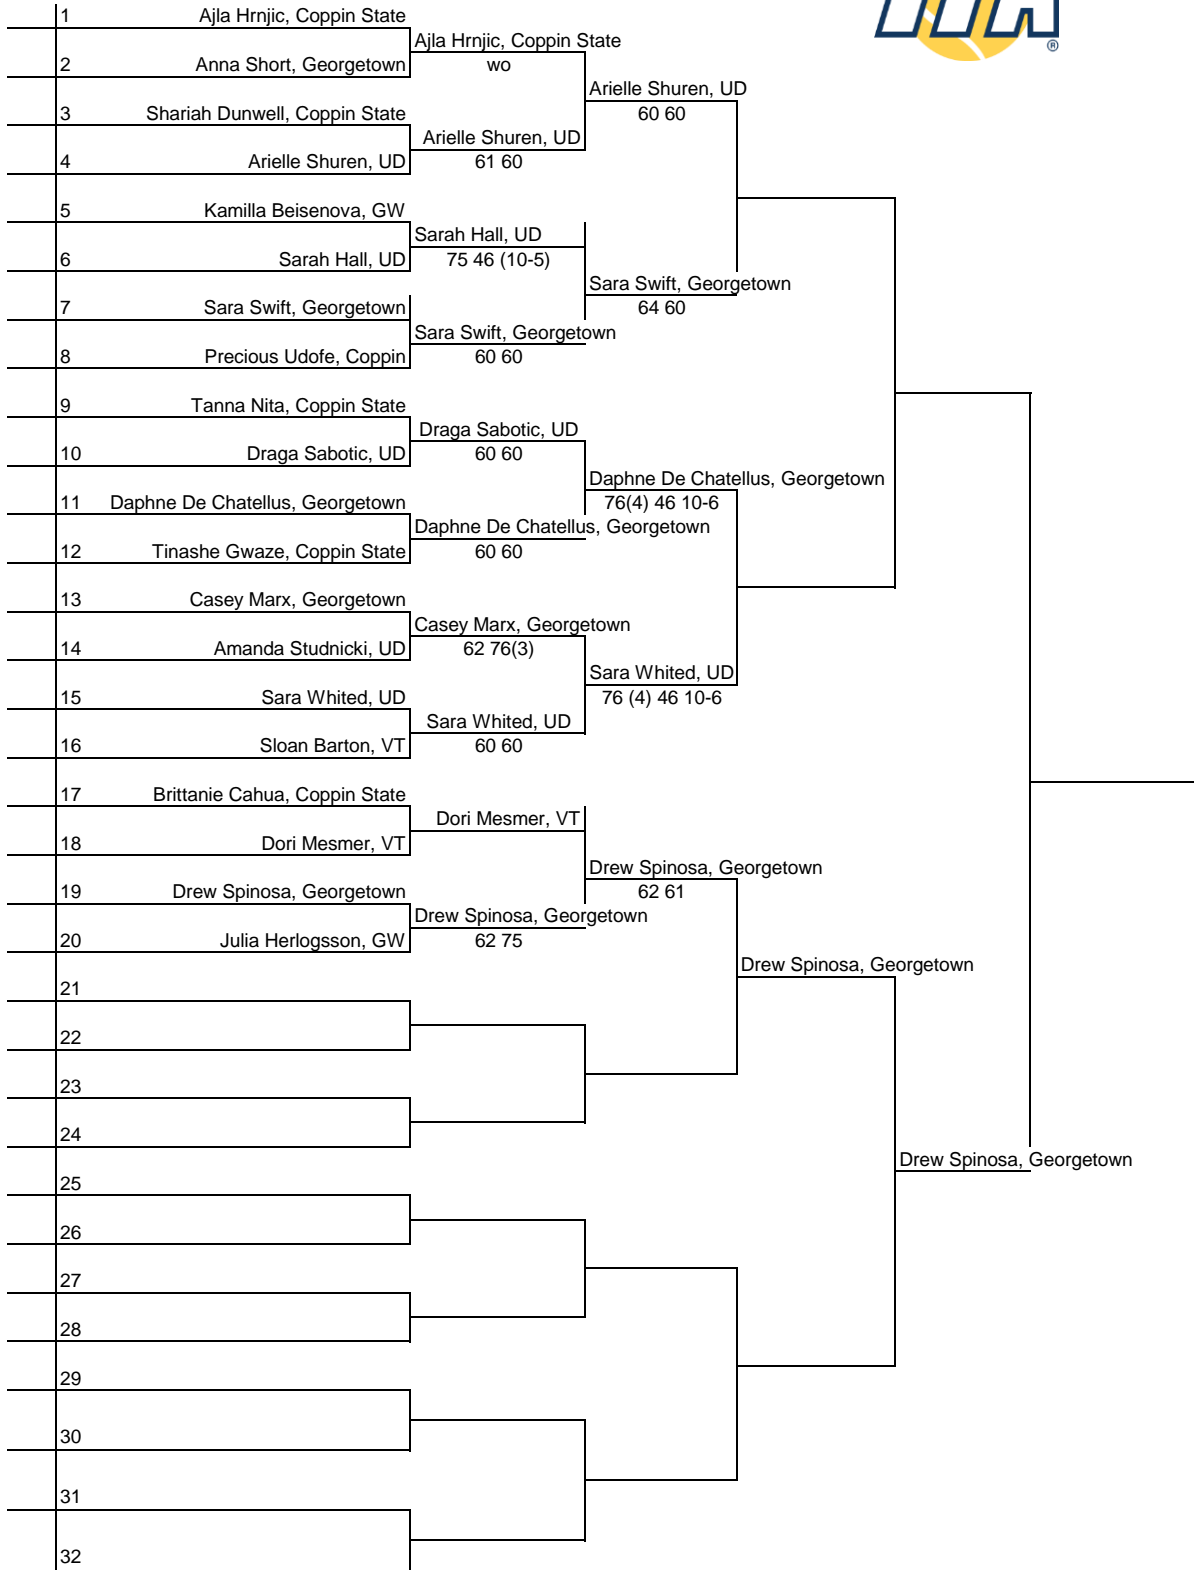 ITA
®
1 Ajla Hrnjic, Coppin State
Ajla Hrnjic, Coppin State
2 Anna Short, Georgetown
wo
Arielle Shuren, UD
3 Shariah Dunwell, Coppin State
60 60
Arielle Shuren, UD
4 Arielle Shuren, UD
61 60
5 Kamilla Beisenova, GW
Sarah Hall, UD
6 Sarah Hall, UD
75 46 (10-5)
Sara Swift, Georgetown
7 Sara Swift, Georgetown
64 60
Sara Swift, Georgetown
8 Precious Udofe, Coppin
60 60
9 Tanna Nita, Coppin State
Draga Sabotic, UD
10 Draga Sabotic, UD
60 60
Daphne De Chatellus, Georgetown
11 Daphne De Chatellus, Georgetown
76(4) 46 10-6
Daphne De Chatellus, Georgetown
12 Tinashe Gwaze, Coppin State
60 60
13 Casey Marx, Georgetown
Casey Marx, Georgetown
14 Amanda Studnicki, UD
62 76(3)
Sara Whited, UD
15 Sara Whited, UD
76 (4) 46 10-6
Sara Whited, UD
16 Sloan Barton, VT
60 60
17 Brittanie Cahua, Coppin State
Dori Mesmer, VT
18 Dori Mesmer, VT
Drew Spinosa, Georgetown
19 Drew Spinosa, Georgetown
62 61
Drew Spinosa, Georgetown
20 Julia Herlogsson, GW
62 75
Drew Spinosa, Georgetown
21
22
23
24
Drew Spinosa, Georgetown
25
26
27
28
29
30
31
32